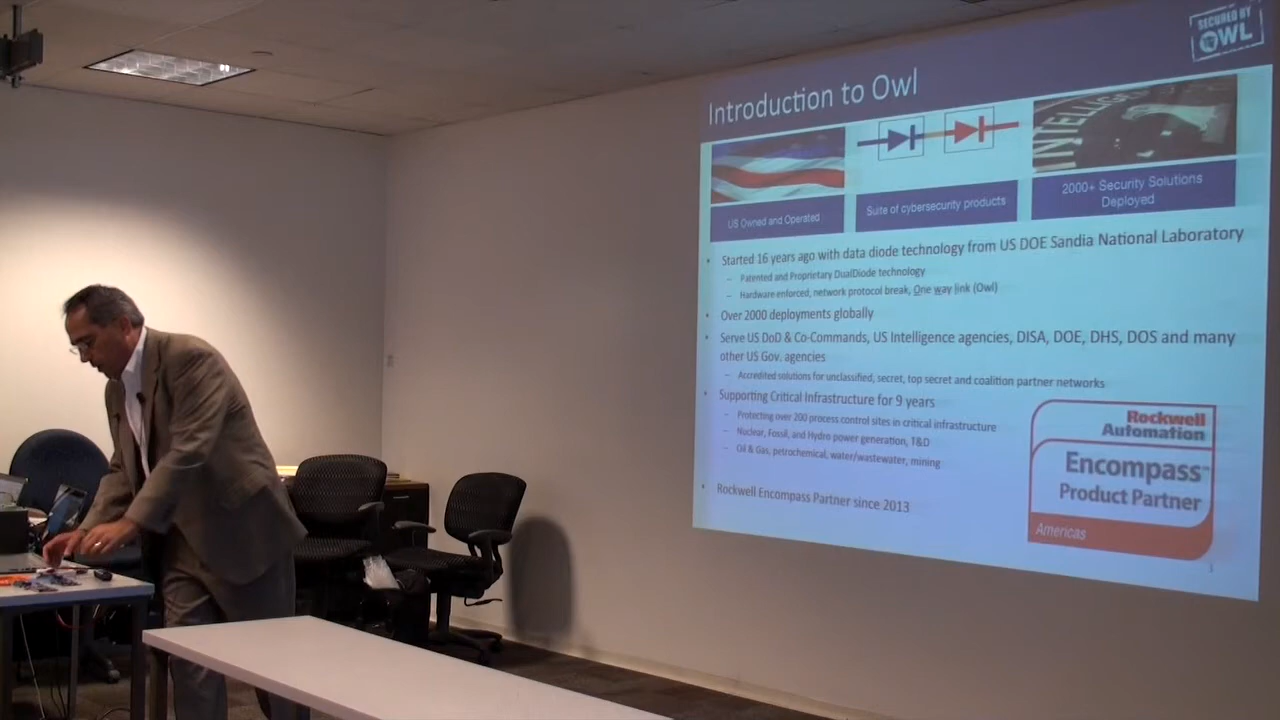 SECURED BY
OWL
Introduction to Owl
INTELLIG
US Owned and Operated
Suite of cybersecurity products
2000+ Security Solutions
Deployed
• Started 16 years ago with data diode technology from US DOE Sandia National Laboratory
– Patented and Proprietary DualDiode technology
– Hardware enforced, network protocol break, One way link (Owl)
• Over 2000 deployments globally
• Serve US DoD & Co-Commands, US Intelligence agencies, DISA, DOE, DHS, DOS and many
other US Gov. agencies
– Accredited solutions for unclassified, secret, top secret and coalition partner networks
• Supporting Critical Infrastructure for 9 years
– Protecting over 200 process control sites in critical infrastructure
– Nuclear, Fossil, and Hydro power generation, T&D
– Oil & Gas, petrochemical, water/wastewater, mining
• Rockwell Encompass Partner since 2013
Rockwell
Automation
Encompass™
Product Partner
Americas
3